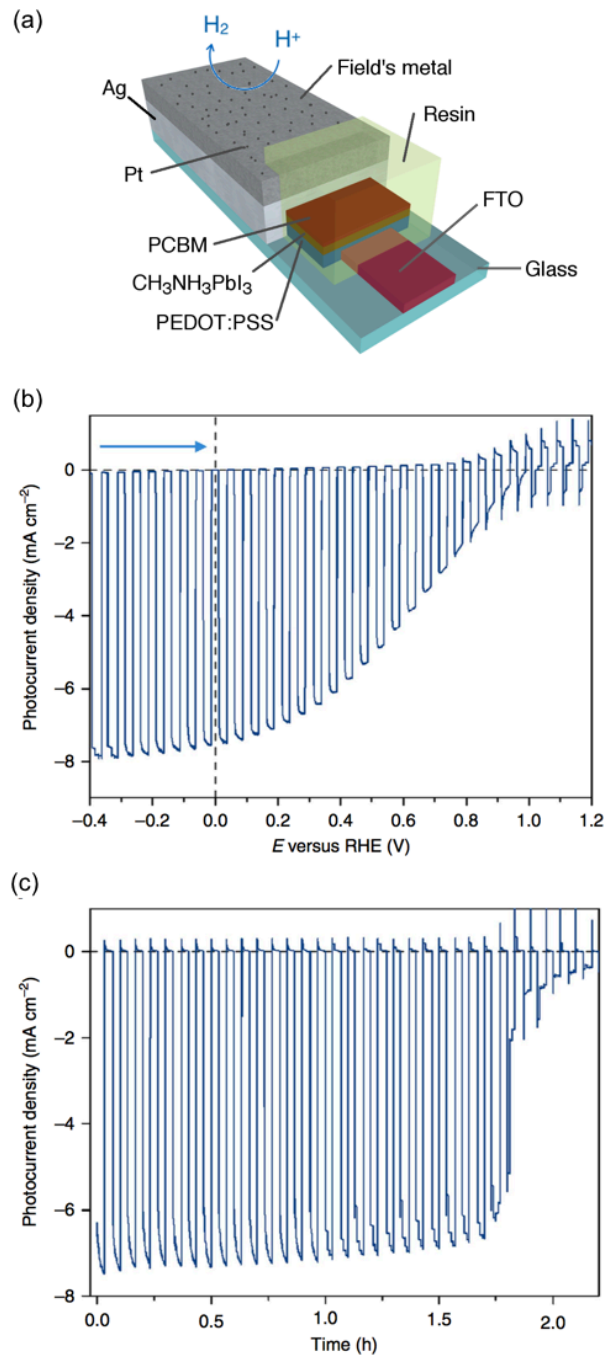 (a)
H₂
H⁺
Field's metal
Ag
Resin
Pt
FTO
PCBM
CH₃NH₃PbI₃
Glass
PEDOT:PSS
(b)
0
−2
−4
−6
−8
Photocurrent density (mA cm⁻²)
−0.4 −0.2 0.0 0.2 0.4 0.6 0.8 1.0 1.2
E versus RHE (V)
(c)
0
−2
−4
−6
−8
Photocurrent density (mA cm⁻²)
0.0 0.5 1.0 1.5 2.0
Time (h)